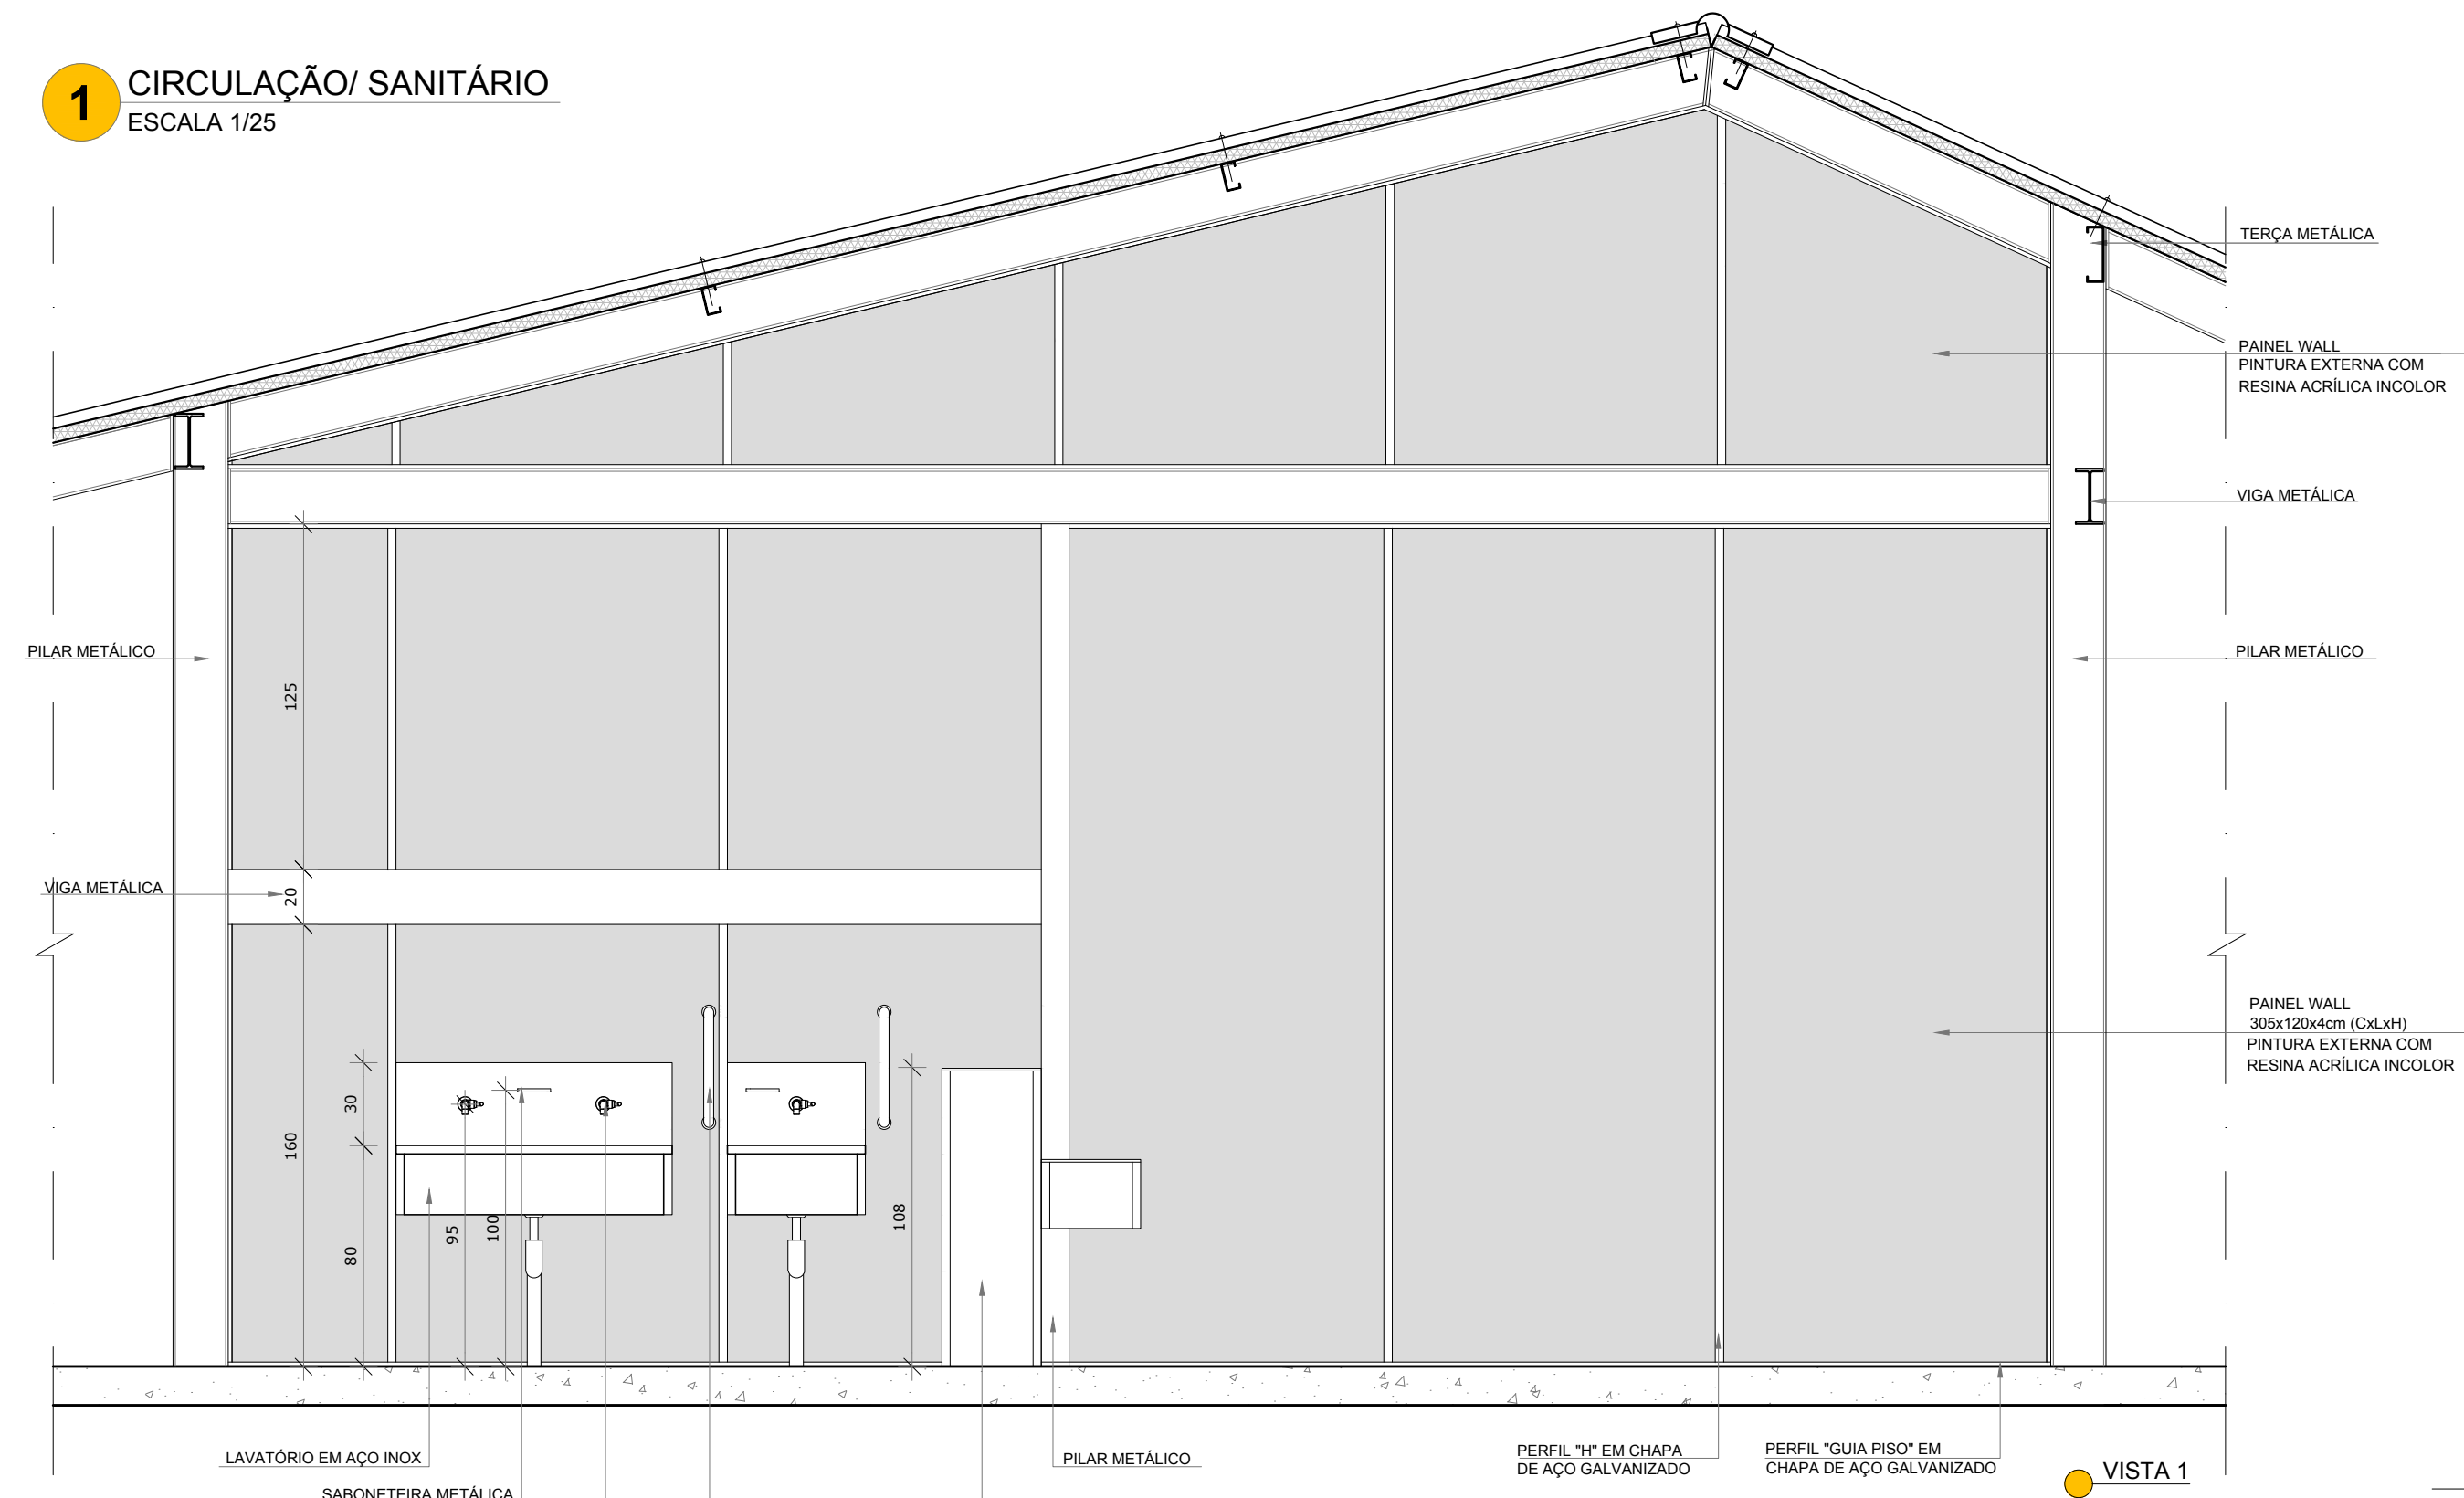 1
CIRCULAÇÃO/ SANITÁRIO
ESCALA 1/25
TERÇA METÁLICA
PAINEL WALL
PINTURA EXTERNA COM
RESINA ACRÍLICA INCOLOR
VIGA METÁLICA
PILAR METÁLICO
PILAR METÁLICO
125
VIGA METÁLICA
20
PAINEL WALL
305x120x4cm (CxLxH)
PINTURA EXTERNA COM
RESINA ACRÍLICA INCOLOR
30
160
80
95
100
108
LAVATÓRIO EM AÇO INOX
PILAR METÁLICO
PERFIL "H" EM CHAPA
DE AÇO GALVANIZADO
PERFIL "GUIA PISO" EM
CHAPA DE AÇO GALVANIZADO
VISTA 1
SABONETEIRA METÁLICA